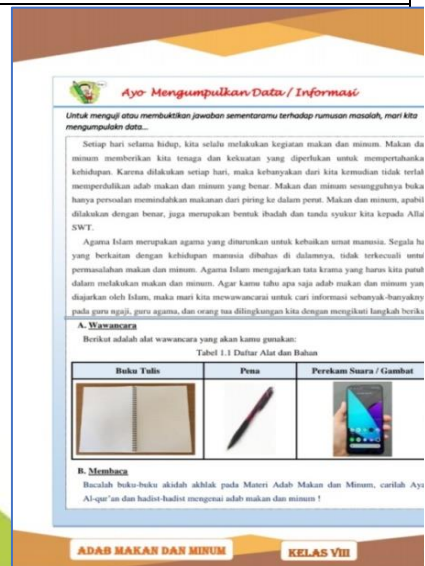 Ayo Mengumpulkan Data / Informasi
Untuk menguji atau membuktikan jawaban sementaramu terhadap rumusan masalah, mari kita
mengumpulakn data...
Setiap hari selama hidup, kita selalu melakukan kegiatan makan dan minum. Makan da
minum memberikan kita tenaga dan kekuatan yang diperlukan untuk mempertahanka
kehidupan. Karena dilakukan setiap hari, maka kebanyakan dari kita kemudian tidak terlal
memperdulikan adab makan dan minum yang benar. Makan dan minum sesungguhnya buka
hanya persoalan memindahkan makanan dari piring ke dalam perut. Makan dan minum, apabil
dilakukan dengan benar, juga merupakan bentuk ibadah dan tanda syukur kita kepada Alla
SWT.
Agama Islam merupakan agama yang diturunkan untuk kebaikan umat manusia. Segala ha
yang berkaitan dengan kehidupan manusia dibahas di dalamnya, tidak terkecuali untu
permasalahan makan dan minum. Agama Islam mengajarkan tata krama yang harus kita patuh
dalam melakukan makan dan minum. Agar kamu tahu apa saja adab makan dan minum yan
diajarkan oleh Islam, maka mari kita mewawancarai untuk cari informasi sebanyak-banyakny
pada guru ngaji, guru agama, dan orang tua dilingkungan kita dengan mengikuti langkah beriku
A. Wawancara
Berikut adalah alat wawancara yang akan kamu gunakan:
Tabel 1.1 Daftar Alat dan Bahan
Buku Tulis Pena Perekam Suara / Gambat
B. Membaca
Bacalah buku-buku akidah akhlak pada Materi Adab Makan dan Minum, carilah Aya
Al-qur'an dan hadist-hadist mengenai adab makan dan minum !
ADAB MAKAN DAN MINUM KELAS VIII